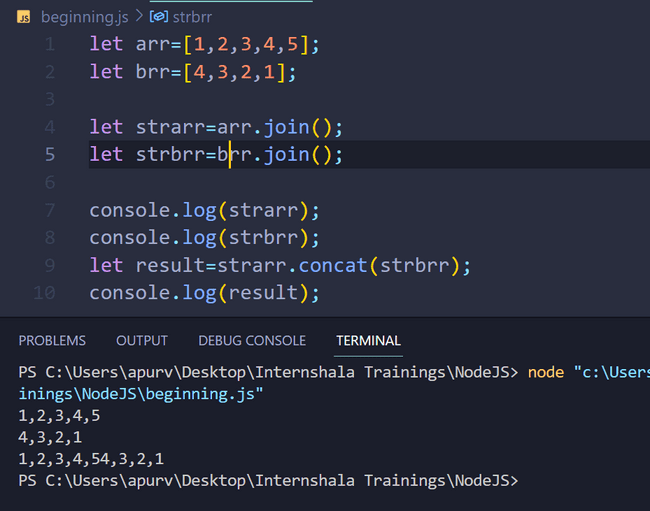 JS beginning.js > strbrr
1 let arr=[1,2,3,4,5];
2 let brr=[4,3,2,1];
3
4 let strarr=arr.join();
5 let strbrr=brr.join();
6
7 console.log(strarr);
8 console.log(strbrr);
9 let result=strarr.concat(strbrr);
10 console.log(result);
PROBLEMS OUTPUT DEBUG CONSOLE TERMINAL
PS C:\Users\apurv\Desktop\Internshala Trainings\NodeJS> node "c:\Users
inings\NodeJS\beginning.js"
1,2,3,4,5
4,3,2,1
1,2,3,4,54,3,2,1
PS C:\Users\apurv\Desktop\Internshala Trainings\NodeJS>